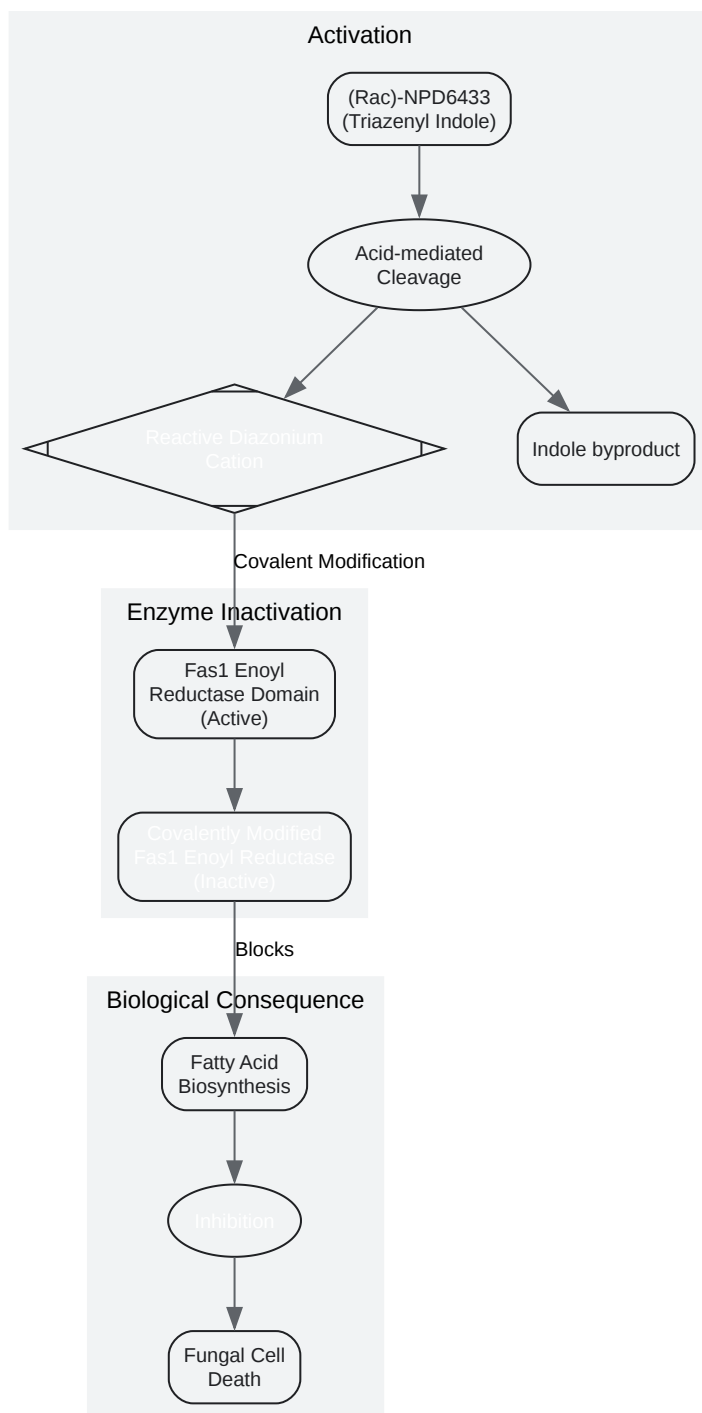 Activation
(Rac)-NPD6433
(Triazenyl Indole)
Acid-mediated
Cleavage
Reactive Diazonium
Cation
Indole byproduct
Covalent Modification
Enzyme Inactivation
Fas1 Enoyl
Reductase Domain
(Active)
Covalently Modified
Fas1 Enoyl Reductase
(Inactive)
Blocks
Biological Consequence
Fatty Acid
Biosynthesis
Inhibition
Fungal Cell
Death